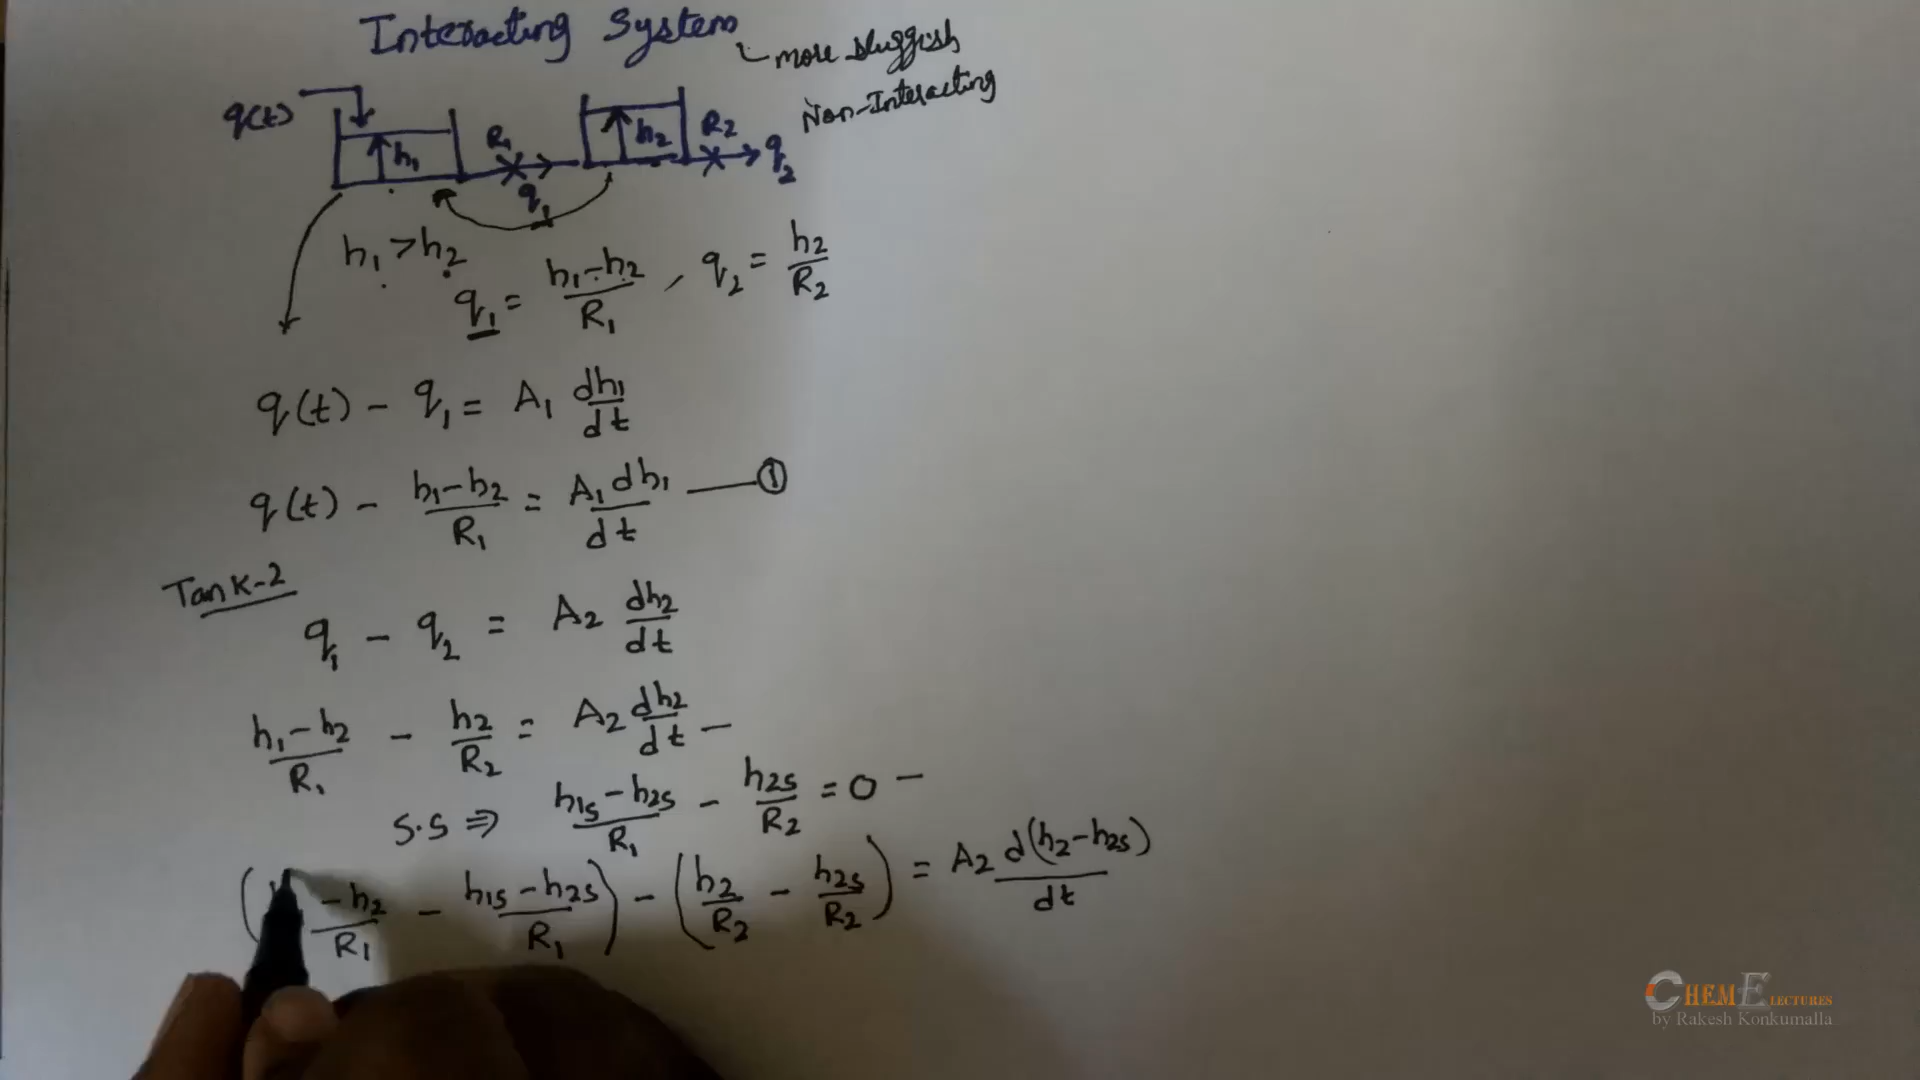 Interacting System
more sluggish
Non-Interacting
q(t)
h₁
R₁
q₁
h₂
R₂
q₂
h₁ > h₂
q₁ = (h₁-h₂)/R₁ , q₂ = h₂/R₂
q(t) - q₁ = A₁ dh₁/dt
q(t) - (h₁-h₂)/R₁ = A₁dh₁/dt —— ①
Tank-2
q₁ - q₂ = A₂ dh₂/dt
(h₁-h₂)/R₁ - h₂/R₂ = A₂ dh₂/dt —
S.S ⇒ (h₁s-h₂s)/R₁ - h₂s/R₂ = 0 —
( -h₂/R₁ - (h₁s-h₂s)/R₁ ) - ( h₂/R₂ - h₂s/R₂ ) = A₂ d(h₂-h₂s)/dt
CHEME LECTURES
by Rakesh Konkumalla